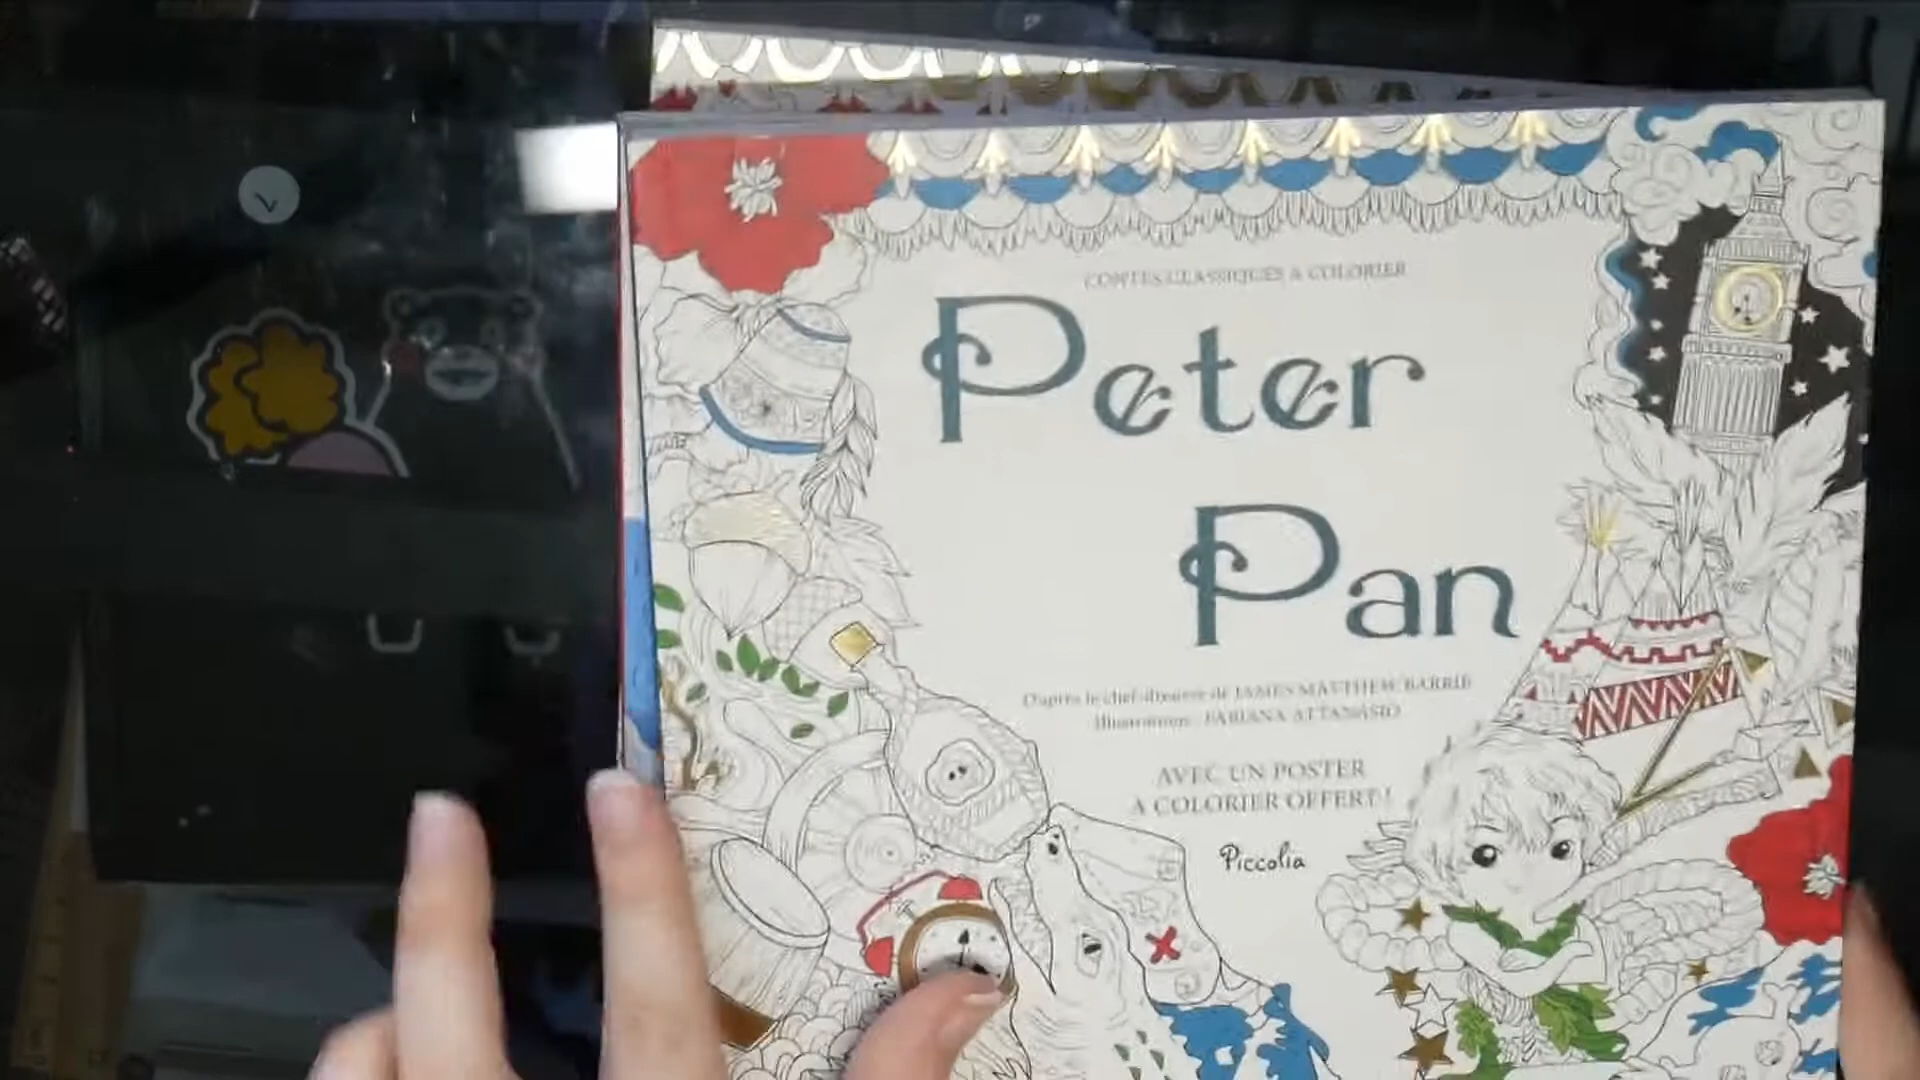 CONTES CLASSIQUES À COLORIER
Peter
Pan
D'après le chef-d'œuvre de JAMES MATTHEW BARRIE
Illustrations : FABIANA ATTANASIO
AVEC UN POSTER
À COLORIER OFFERT !
Piccolia